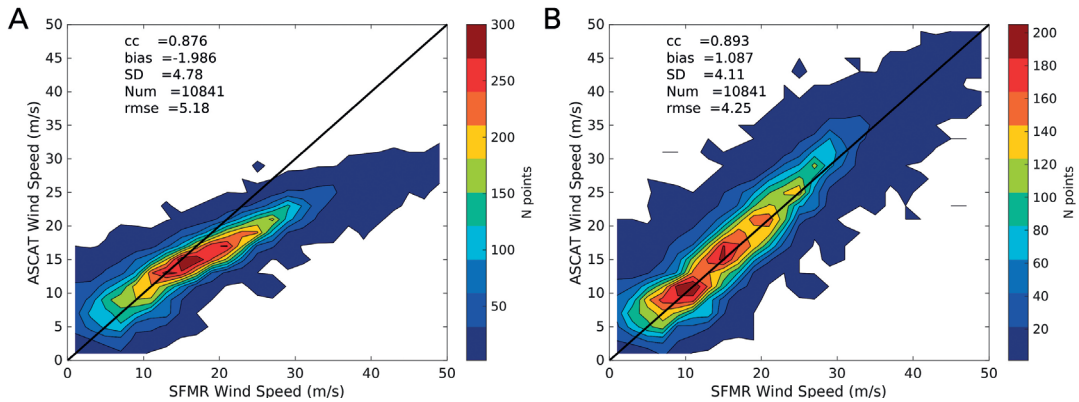 A
cc =0.876
bias =-1.986
SD =4.78
Num =10841
rmse =5.18
50
45
40
35
30
25
20
15
10
5
0
ASCAT Wind Speed (m/s)
0 10 20 30 40 50
SFMR Wind Speed (m/s)
300
250
200
150
100
50
N points
B
cc =0.893
bias =1.087
SD =4.11
Num =10841
rmse =4.25
50
45
40
35
30
25
20
15
10
5
0
ASCAT Wind Speed (m/s)
0 10 20 30 40 50
SFMR Wind Speed (m/s)
200
180
160
140
120
100
80
60
40
20
N points